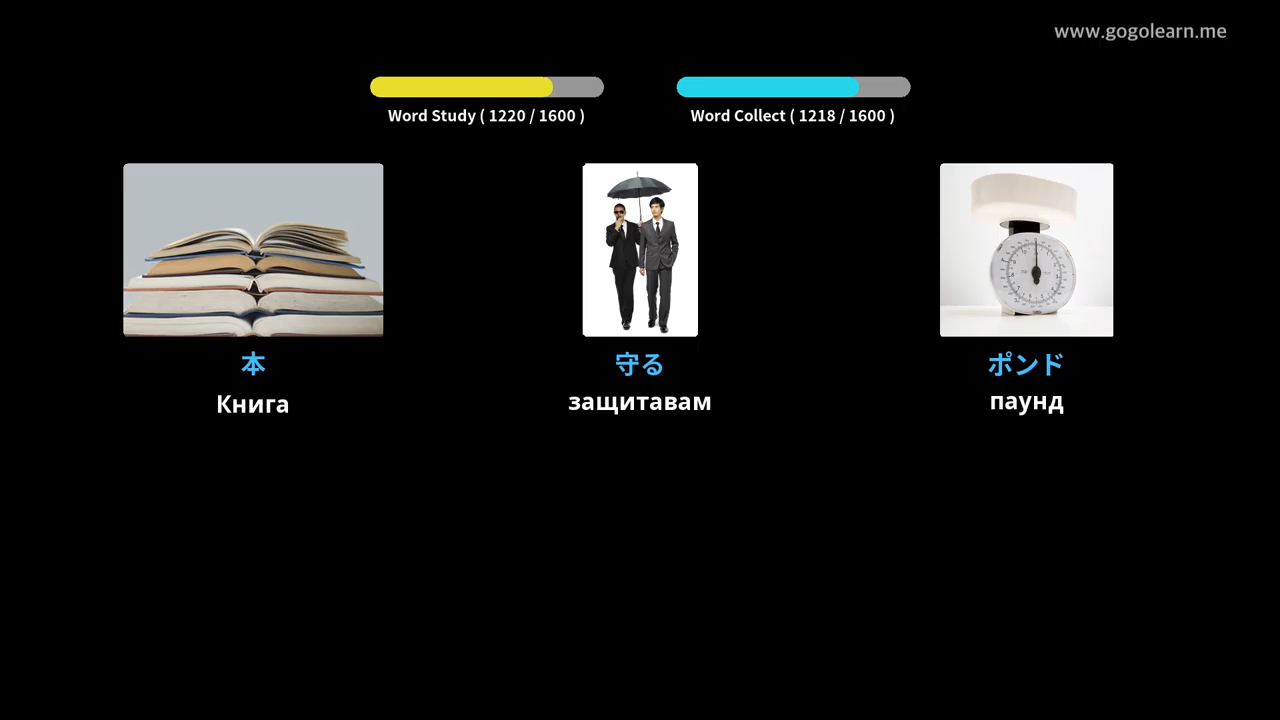 www.gogolearn.me
Word Study ( 1220 / 1600 )
Word Collect ( 1218 / 1600 )
本
守る
ポンド
Книга
защитавам
паунд